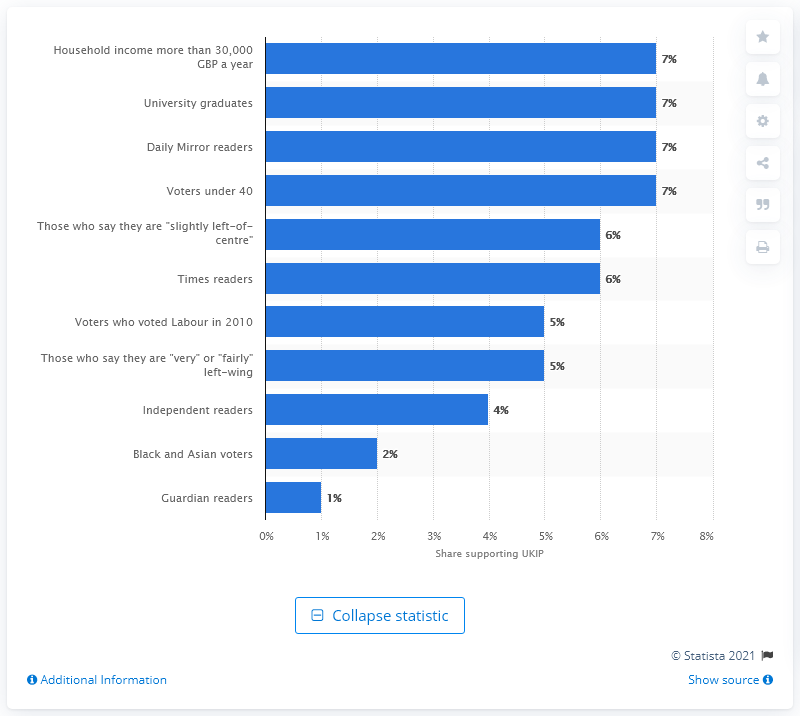 Household income more than 30,000
GBP a year
7%
University graduates
7%
Daily Mirror readers
7%
Voters under 40
7%
Those who say they are "slightly left-of-
centre"
6%
Times readers
6%
Voters who voted Labour in 2010
5%
Those who say they are "very" or "fairly"
left-wing
5%
Independent readers
4%
Black and Asian voters
2%
Guardian readers
1%
0% 1% 2% 3% 4% 5% 6% 7% 8%
Share supporting UKIP
Collapse statistic
© Statista 2021
Additional Information
Show source